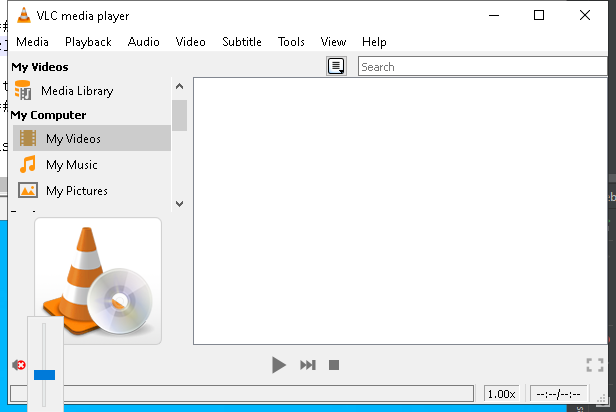 VLC media player
Media Playback Audio Video Subtitle Tools View Help
My Videos
Search
Media Library
My Computer
My Videos
My Music
My Pictures
1.00x
--:--/--:--